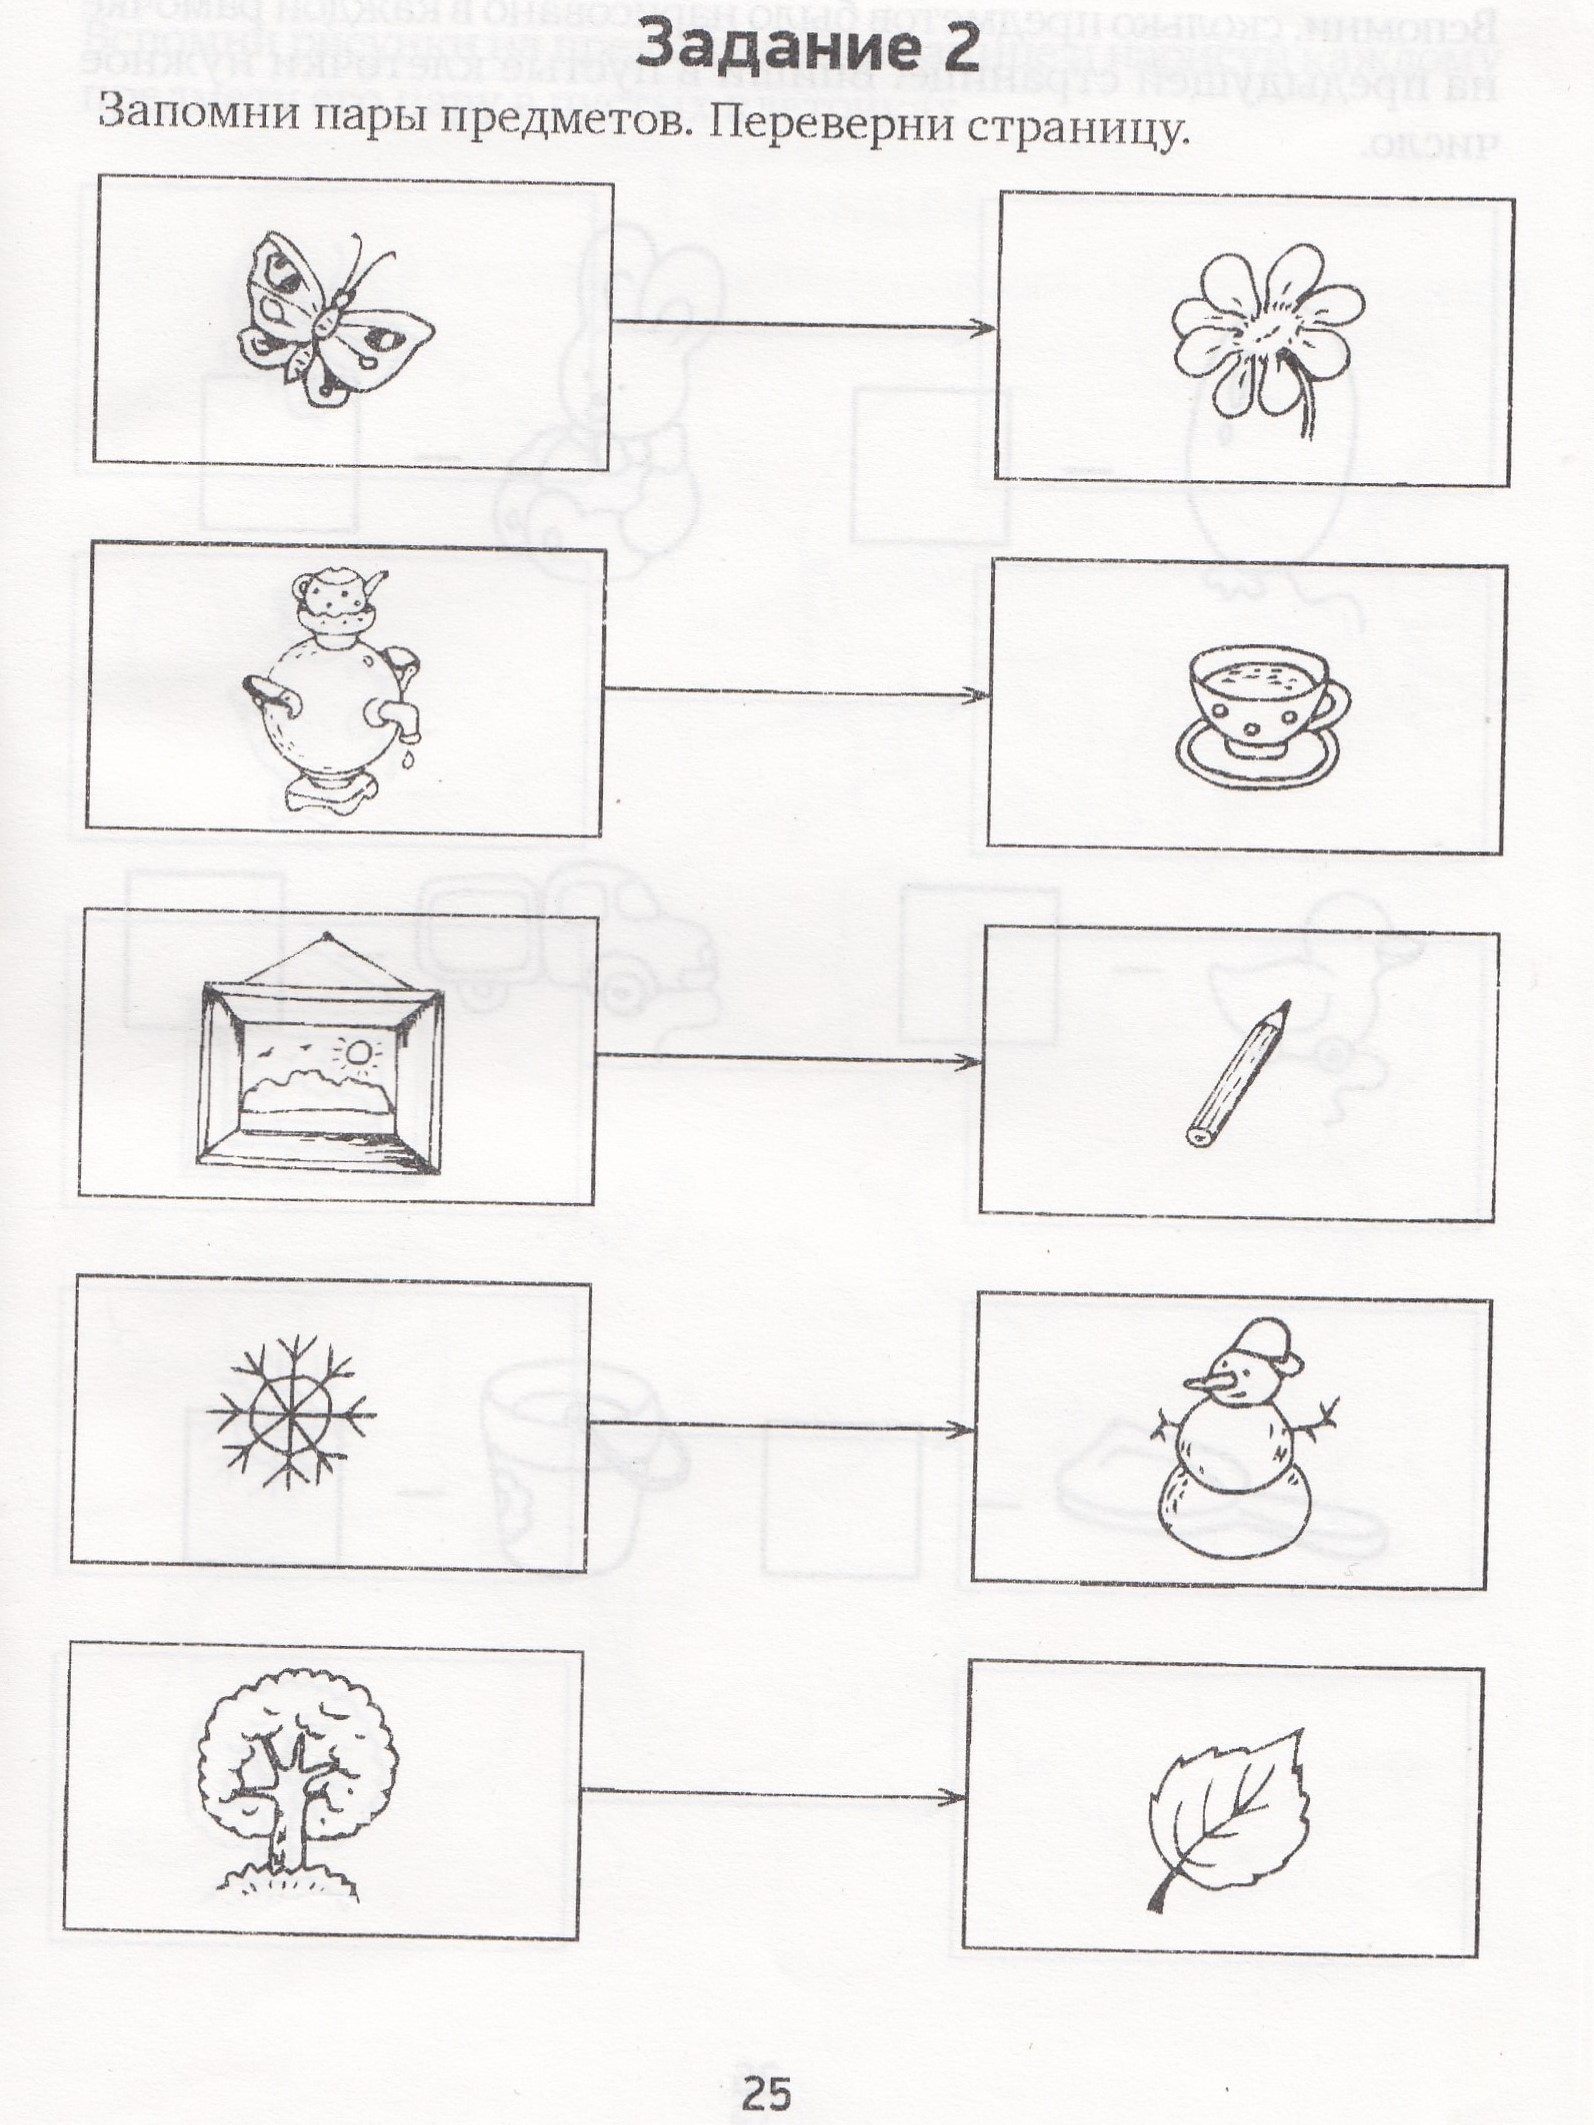 Задание 2
Запомни пары предметов. Переверни страницу.
25